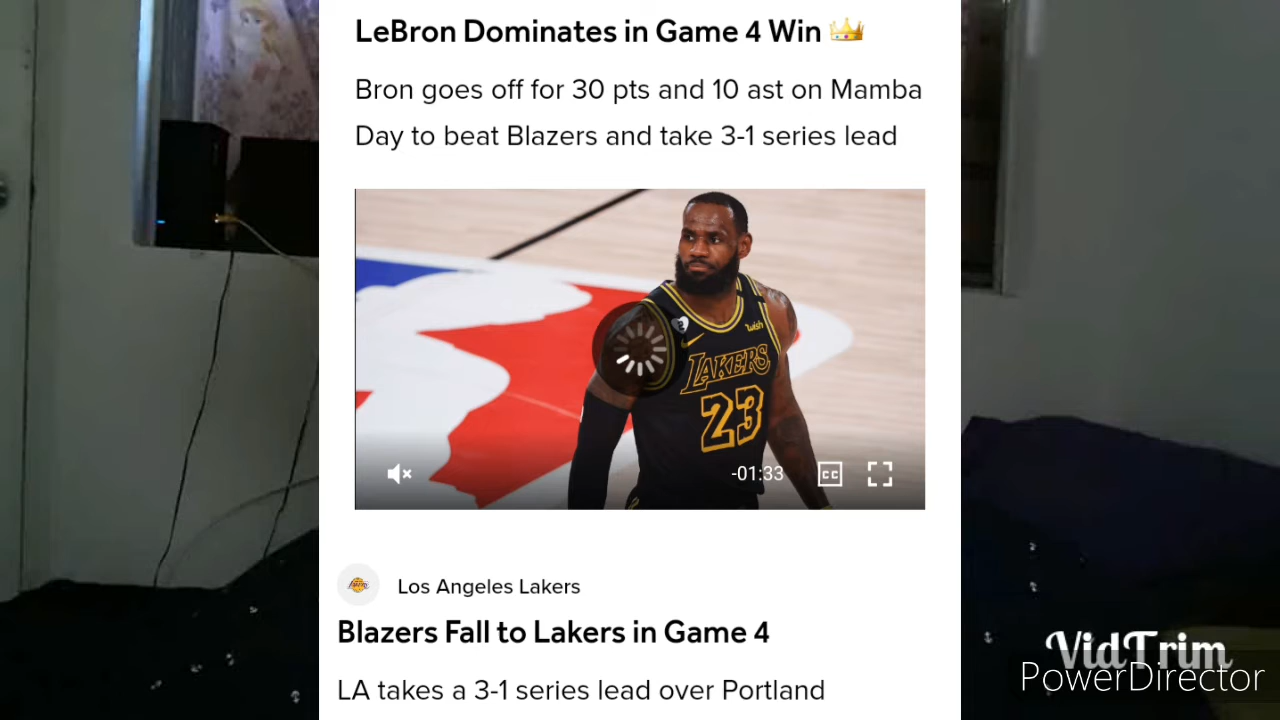 LeBron Dominates in Game 4 Win
Bron goes off for 30 pts and 10 ast on Mamba
Day to beat Blazers and take 3-1 series lead
wish
LAKERS
23
-01:33
CC
Los Angeles Lakers
Blazers Fall to Lakers in Game 4
LA takes a 3-1 series lead over Portland
VidTrim
PowerDirector